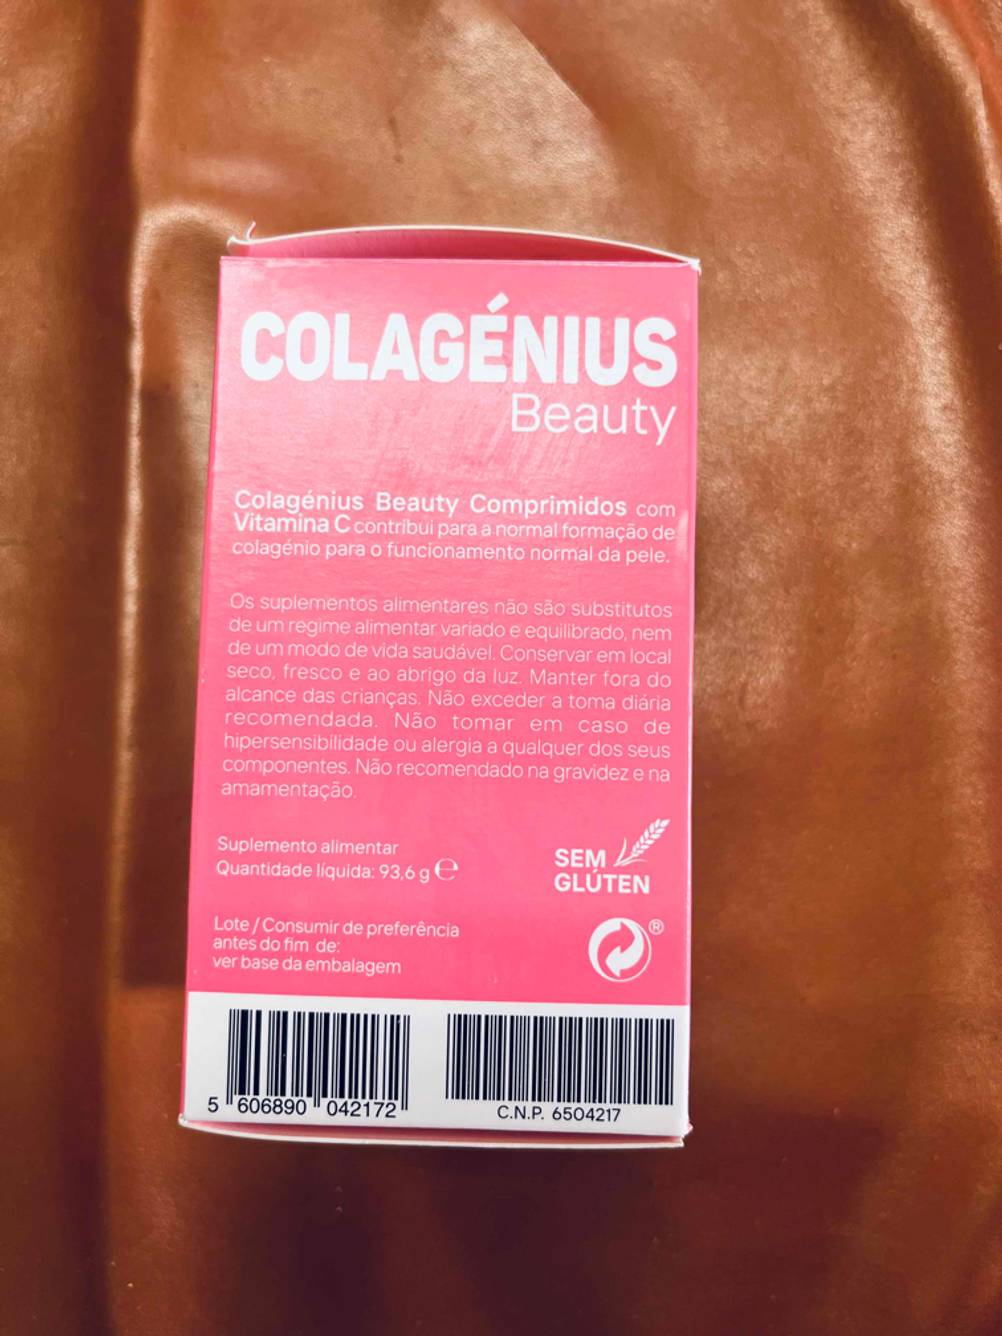 COLAGÉNIUS
Beauty
Colagénius Beauty Comprimidos com
Vitamina C contribui para a normal formação de
colagénio para o funcionamento normal da pele.
Os suplementos alimentares não são substitutos
de um regime alimentar variado e equilibrado, nem
de um modo de vida saudável. Conservar em local
seco, fresco e ao abrigo da luz. Manter fora do
alcance das crianças. Não exceder a toma diária
recomendada. Não tomar em caso de
hipersensibilidade ou alergia a qualquer dos seus
componentes. Não recomendado na gravidez e na
amamentação.
Suplemento alimentar
Quantidade líquida: 93,6 g ℮
SEM
GLÚTEN
Lote / Consumir de preferência
antes do fim de:
ver base da embalagem
®
5 606890 042172
C.N.P. 6504217